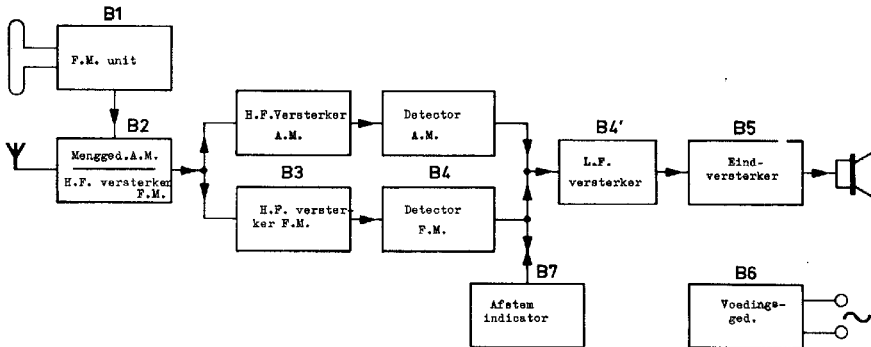 B1
F.M. unit
B2
Mengged.A.M.
H.F. versterker
F.M.
H.F.Versterker
A.M.
Detector
A.M.
B3
H.F. verster-
ker F.M.
B4
Detector
F.M.
B4'
L.F.
versterker
B5
Eind-
versterker
B7
Afstem
indicator
B6
Voedings-
ged.